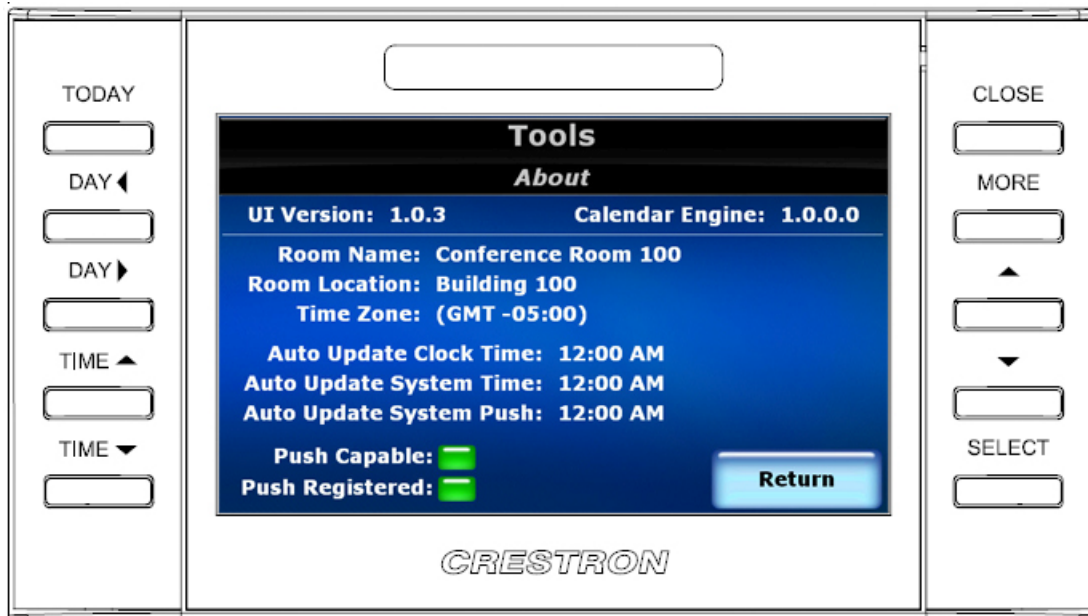 TODAY
DAY
DAY
TIME
TIME
Tools
About
UI Version: 1.0.3 Calendar Engine: 1.0.0.0
Room Name: Conference Room 100
Room Location: Building 100
Time Zone: (GMT -05:00)
Auto Update Clock Time: 12:00 AM
Auto Update System Time: 12:00 AM
Auto Update System Push: 12:00 AM
Push Capable:
Push Registered:
Return
CRESTRON
CLOSE
MORE
SELECT